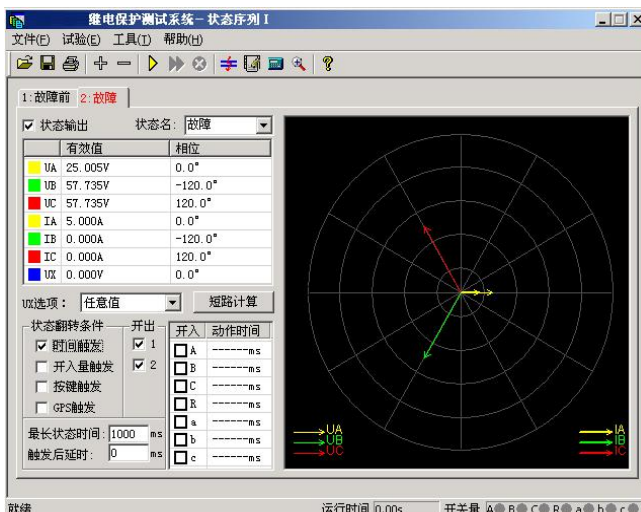 继电保护测试系统-状态序列 I
文件(F) 试验(E) 工具(T) 帮助(H)
1:故障前 2:故障
状态输出 状态名: 故障
有效值 相位
UA 25.005V 0.0°
UB 57.735V -120.0°
UC 57.735V 120.0°
IA 5.000A 0.0°
IB 0.000A -120.0°
IC 0.000A 120.0°
UX 0.000V 0.0°
UX选项: 任意值 短路计算
状态翻转条件 开出 开入 动作时间
时间触发 1
开入量触发 2
按键触发
GPS触发
A ------ms
B ------ms
C ------ms
R ------ms
a ------ms
b ------ms
c ------ms
最长状态时间: 1000 ms
触发后延时: 0 ms
UA
UB
UC
IA
IB
IC
就绪 运行时间 0.00s 开关量 A B C R a b c